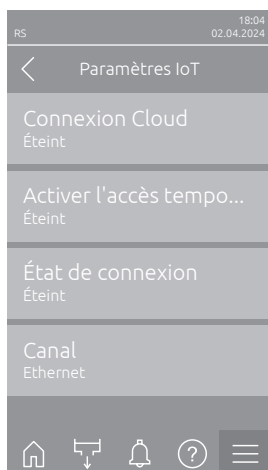 18:04
RS 02.04.2024
Paramètres IoT
Connexion Cloud
Éteint
Activer l'accès tempo...
Éteint
État de connexion
Éteint
Canal
Ethernet
?